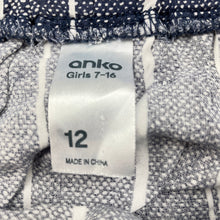 anko
Girls 7-16
12
MADE IN CHINA